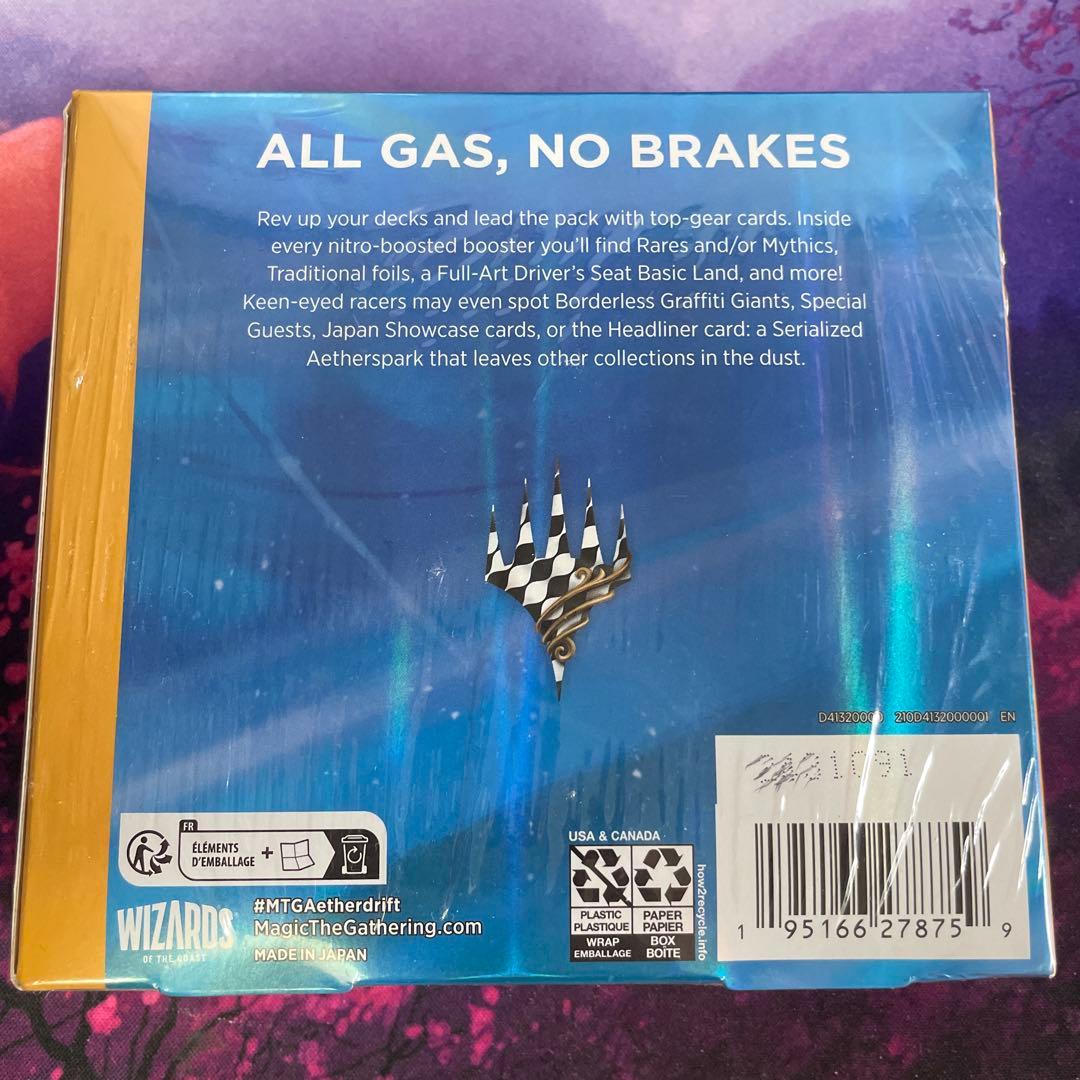 ALL GAS, NO BRAKES
Rev up your decks and lead the pack with top-gear cards. Inside
every nitro-boosted booster you'll find Rares and/or Mythics,
Traditional foils, a Full-Art Driver's Seat Basic Land, and more!
Keen-eyed racers may even spot Borderless Graffiti Giants, Special
Guests, Japan Showcase cards, or the Headliner card: a Serialized
Aetherspark that leaves other collections in the dust.
210D4132000001 EN
FR
ÉLÉMENTS
D'EMBALLAGE +
USA & CANADA
PLASTIC
PLASTIQUE
WRAP
EMBALLAGE
PAPER
PAPIER
BOX
BOÎTE
how2recycle.info
WIZARDS
OF THE COAST
#MTGAetherdrift
MagicTheGathering.com
MADE IN JAPAN
1 95166 27875 9